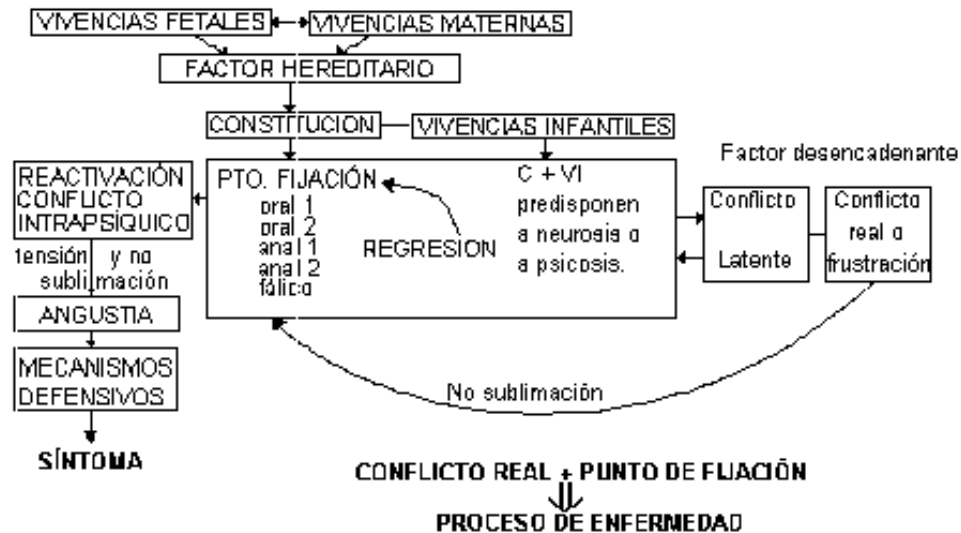 VIVENCIAS FETALES
VIVENCIAS MATERNAS
FACTOR HEREDITARIO
CONSTITUCION
VIVENCIAS INFANTILES
Factor desencadenante
REACTIVACIÓN
CONFLICTO
INTRAPSÍQUICO
PTO. FIJACIÓN
oral 1
oral 2
anal 1
anal 2
fálico
REGRESION
C + VI
predisponen
a neurosis o
a psicosis.
Conflicto
Latente
Conflicto
real o
frustración
tensión y no
sublimación
ANGUSTIA
MECANISMOS
DEFENSIVOS
SÍNTOMA
No sublimación
CONFLICTO REAL + PUNTO DE FIJACIÓN
PROCESO DE ENFERMEDAD